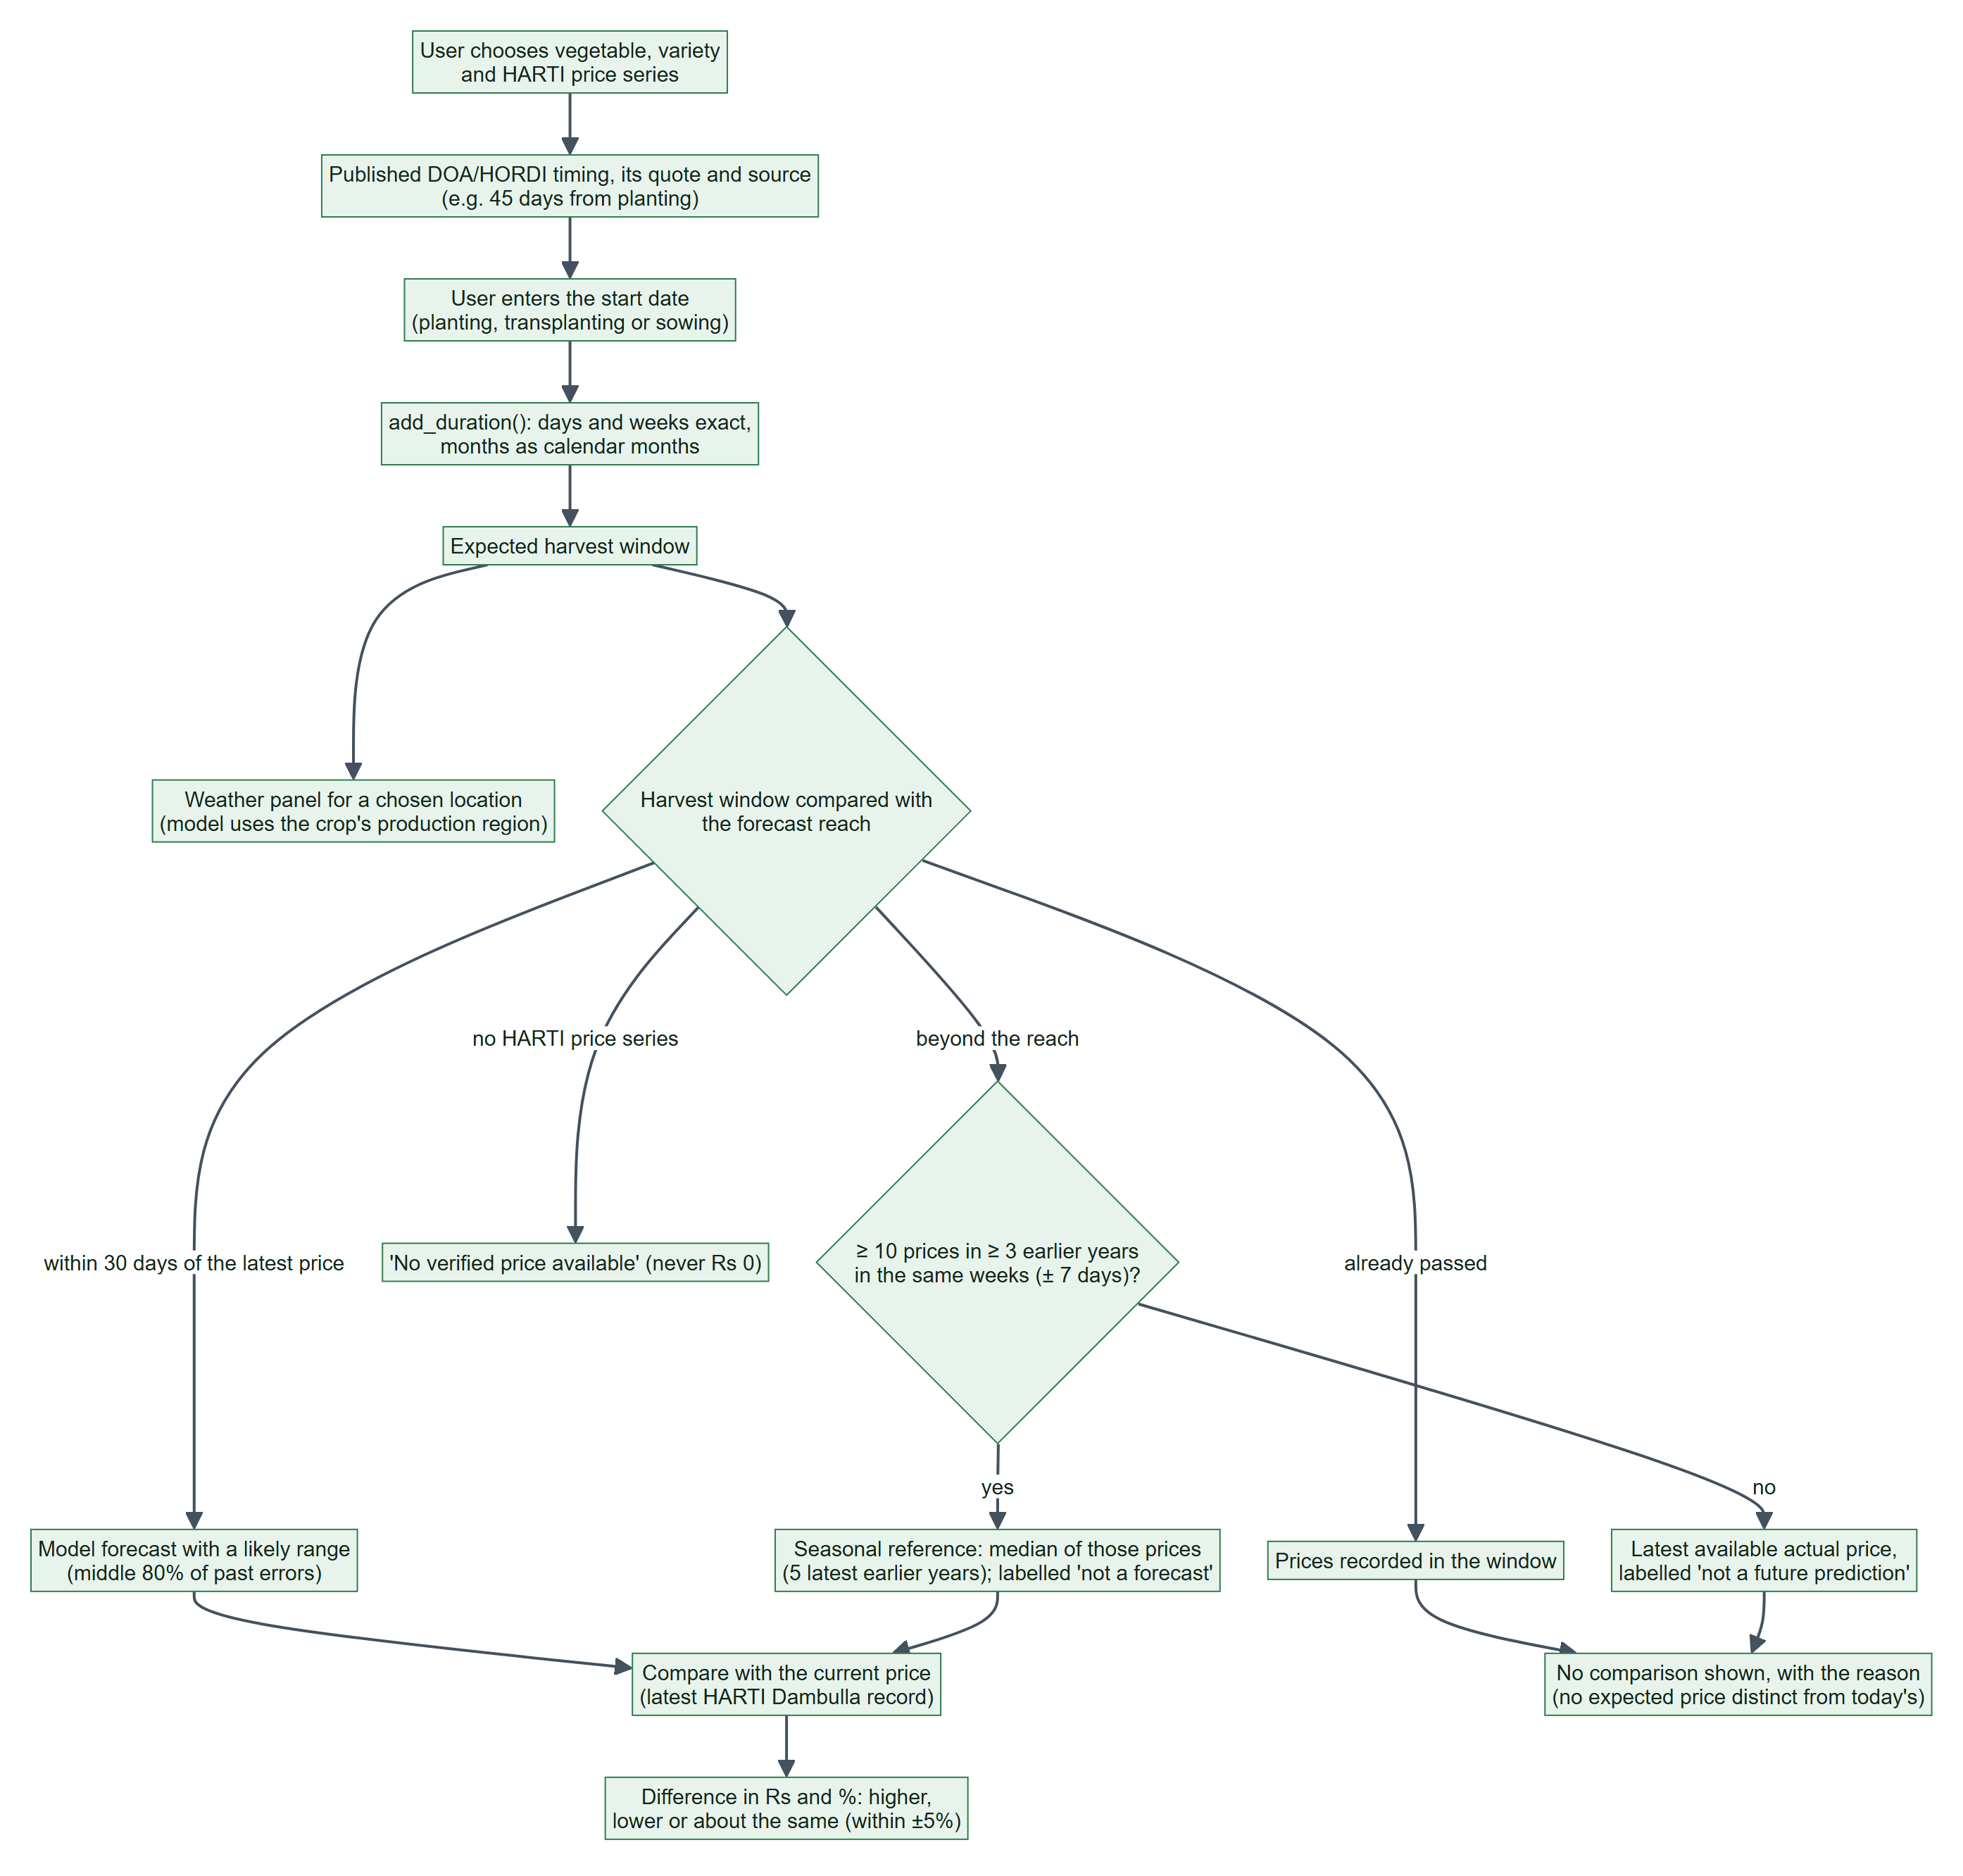 User chooses vegetable, variety
and HARTI price series
Published DOA/HORDI timing, its quote and source
(e.g. 45 days from planting)
User enters the start date
(planting, transplanting or sowing)
add_duration(): days and weeks exact,
months as calendar months
Expected harvest window
Weather panel for a chosen location
(model uses the crop's production region)
Harvest window compared with
the forecast reach
no HARTI price series
beyond the reach
within 30 days of the latest price
'No verified price available' (never Rs 0)
≥ 10 prices in ≥ 3 earlier years
in the same weeks (± 7 days)?
already passed
yes
no
Model forecast with a likely range
(middle 80% of past errors)
Seasonal reference: median of those prices
(5 latest earlier years); labelled 'not a forecast'
Prices recorded in the window
Latest available actual price,
labelled 'not a future prediction'
Compare with the current price
(latest HARTI Dambulla record)
No comparison shown, with the reason
(no expected price distinct from today's)
Difference in Rs and %: higher,
lower or about the same (within ±5%)